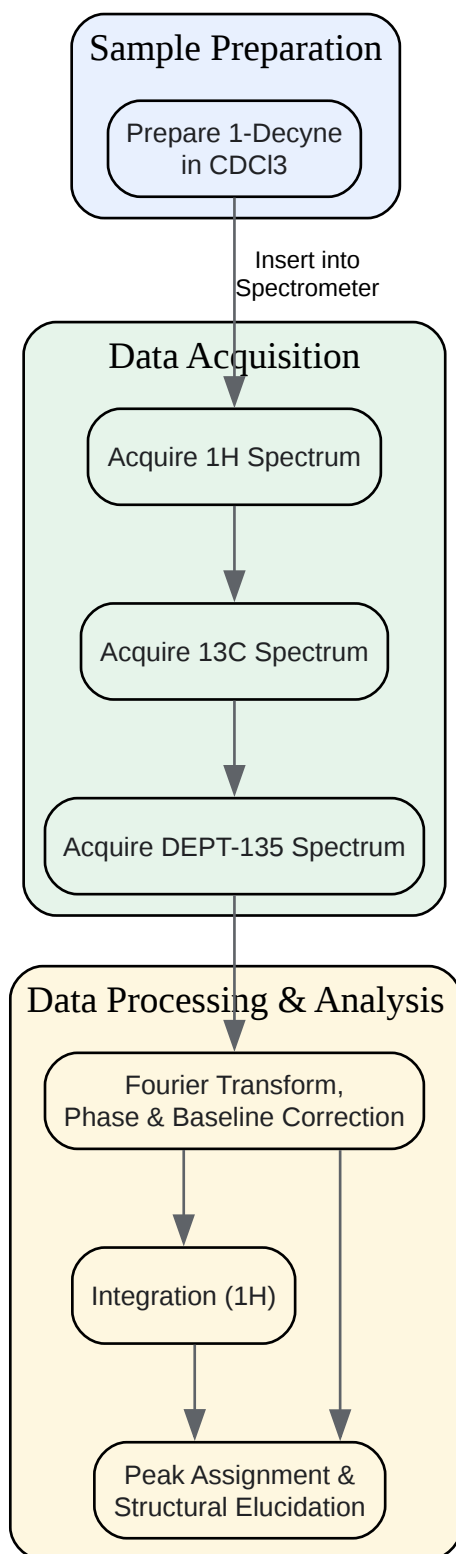 Sample Preparation
Prepare 1-Decyne
in CDCl3
Insert into
Spectrometer
Data Acquisition
Acquire 1H Spectrum
Acquire 13C Spectrum
Acquire DEPT-135 Spectrum
Data Processing & Analysis
Fourier Transform,
Phase & Baseline Correction
Integration (1H)
Peak Assignment &
Structural Elucidation